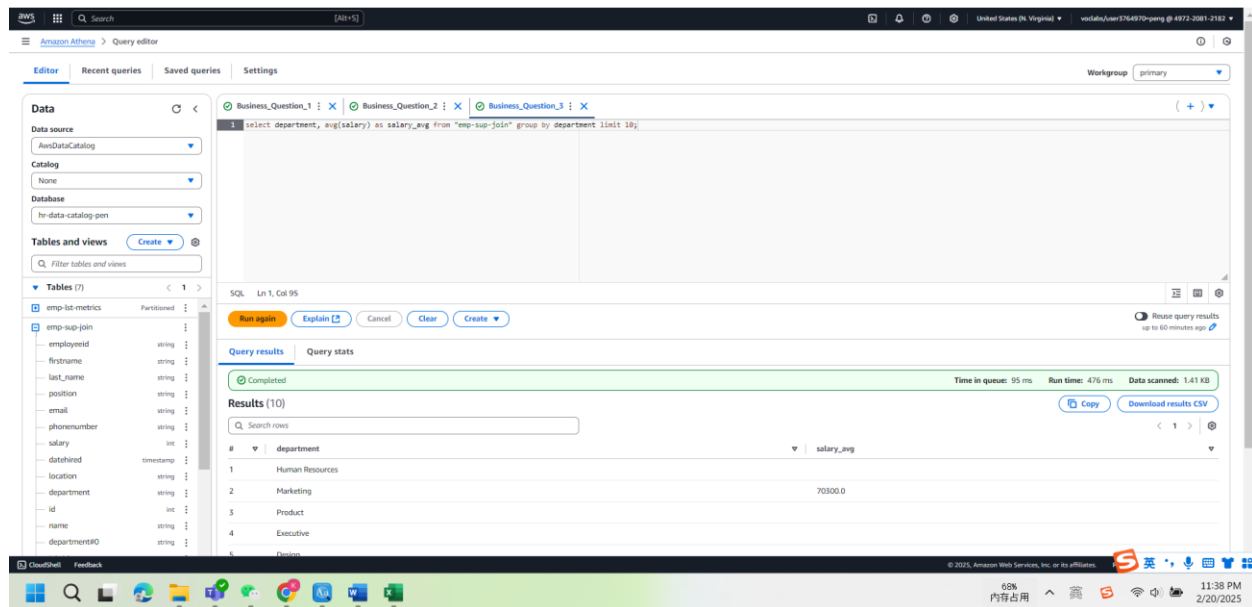 aws
Search [Alt+S]
United States (N. Virginia) ▼ voclabs/user3764970=peng @ 4972-2081-2182 ▼
Amazon Athena > Query editor
Editor Recent queries Saved queries Settings
Workgroup primary
Data
Data source
AwsDataCatalog
Catalog
None
Database
hr-data-catalog-pen
Tables and views Create ▼
Filter tables and views
Tables (7) < 1 >
emp-lst-metrics Partitioned
emp-sup-join
employeeid string
firstname string
last_name string
position string
email string
phonenumber string
salary int
datehired timestamp
location string
department string
id int
name string
department#0 string
Business_Question_1 Business_Question_2 Business_Question_3
1 select department, avg(salary) as salary_avg from "emp-sup-join" group by department limit 10;
SQL Ln 1, Col 95
Run again Explain Cancel Clear Create ▼
Reuse query results
up to 60 minutes ago
Query results Query stats
Completed Time in queue: 95 ms Run time: 476 ms Data scanned: 1.41 KB
Results (10) Copy Download results CSV
Search rows < 1 >
# department salary_avg
1 Human Resources
2 Marketing 70300.0
3 Product
4 Executive
5 Design
CloudShell Feedback © 2025, Amazon Web Services, Inc. or its affiliates.
英
68%
内存占用
11:38 PM
2/20/2025